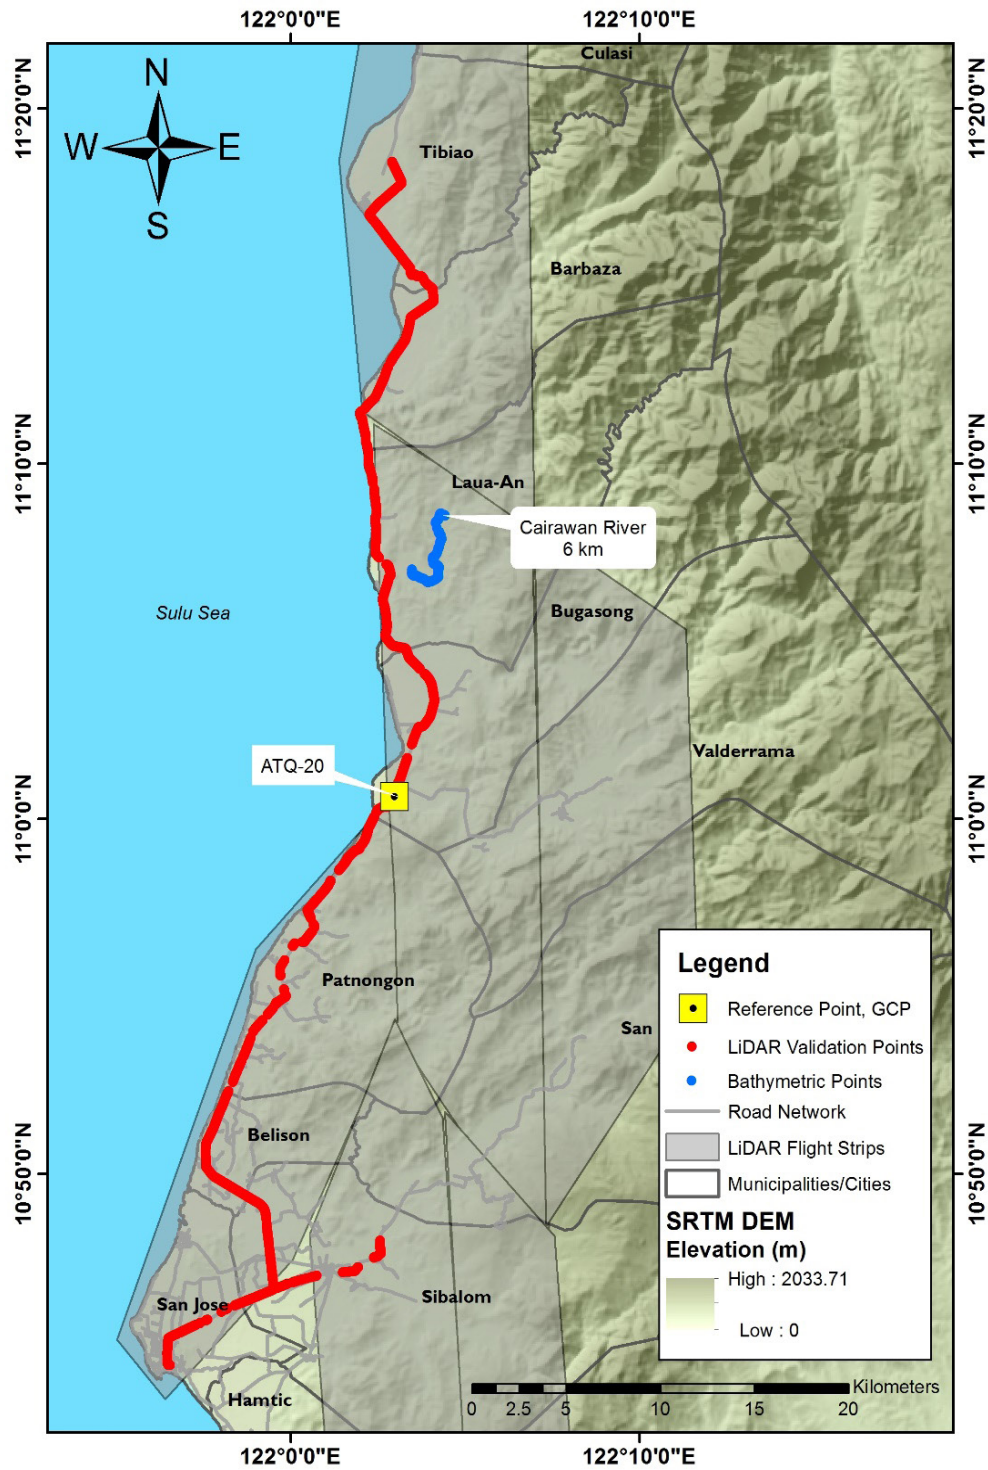 122°0'0"E
122°10'0"E
Culasi
N
W
E
S
11°20'0"N
11°20'0"N
Tibiao
Barbaza
11°10'0"N
11°10'0"N
Laua-An
Cairawan River
6 km
Sulu Sea
Bugasong
Valderrama
ATQ-20
11°0'0"N
11°0'0"N
Patnongon
San
Belison
10°50'0"N
10°50'0"N
San Jose
Sibalom
Hamtic
Legend
Reference Point, GCP
LiDAR Validation Points
Bathymetric Points
Road Network
LiDAR Flight Strips
Municipalities/Cities
SRTM DEM
Elevation (m)
High : 2033.71
Low : 0
Kilometers
0 2.5 5 10 15 20
122°0'0"E
122°10'0"E